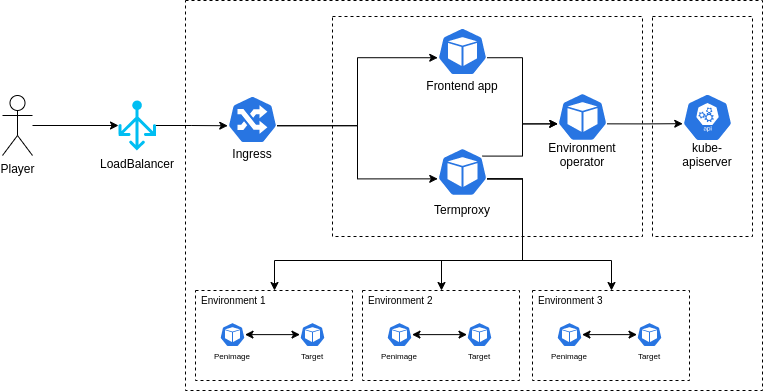 Frontend app
Player
LoadBalancer
Ingress
Environment
operator
api
kube-
apiserver
Termproxy
Environment 1
Penimage
Target
Environment 2
Penimage
Target
Environment 3
Penimage
Target